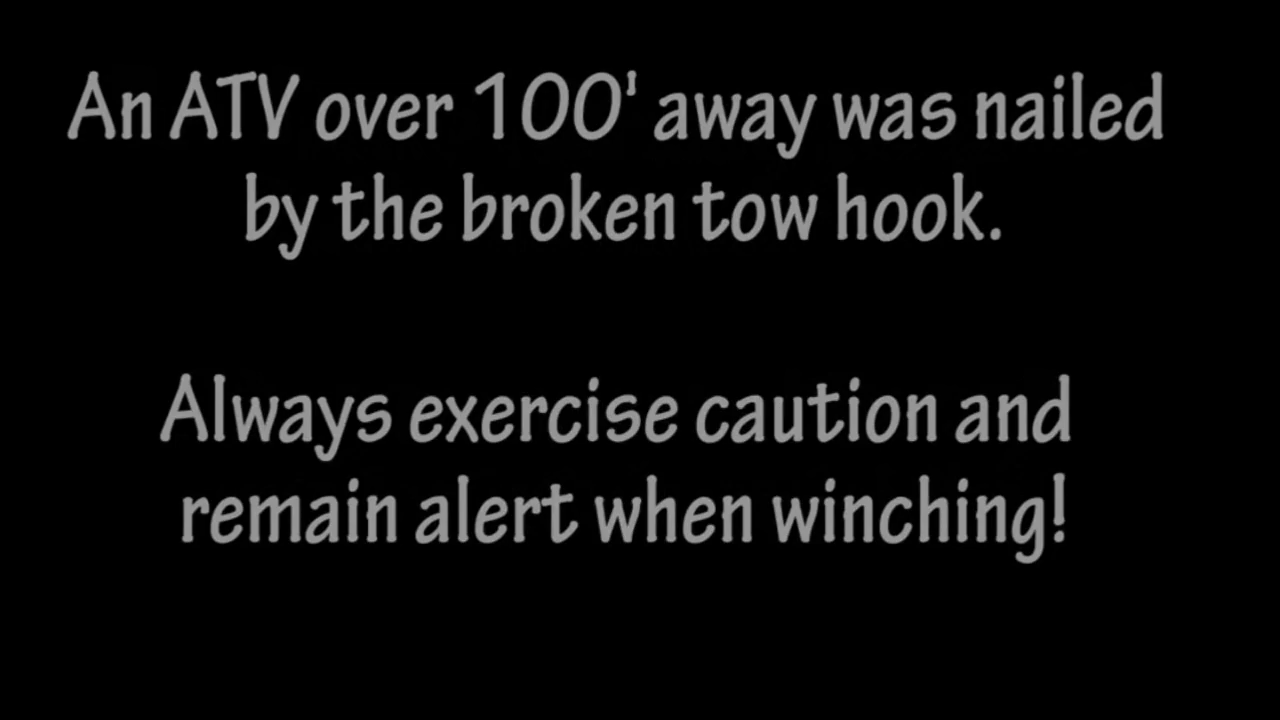 An ATV over 100' away was nailed
by the broken tow hook.
Always exercise caution and
remain alert when winching!